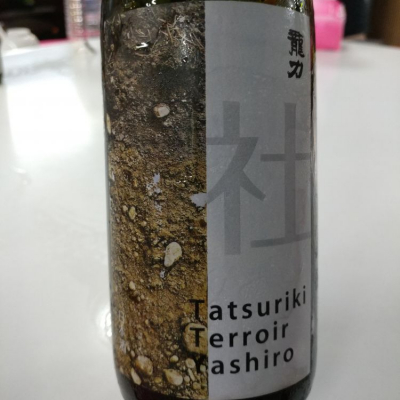 龍力
社
Tatsuriki
Terroir
Yashiro